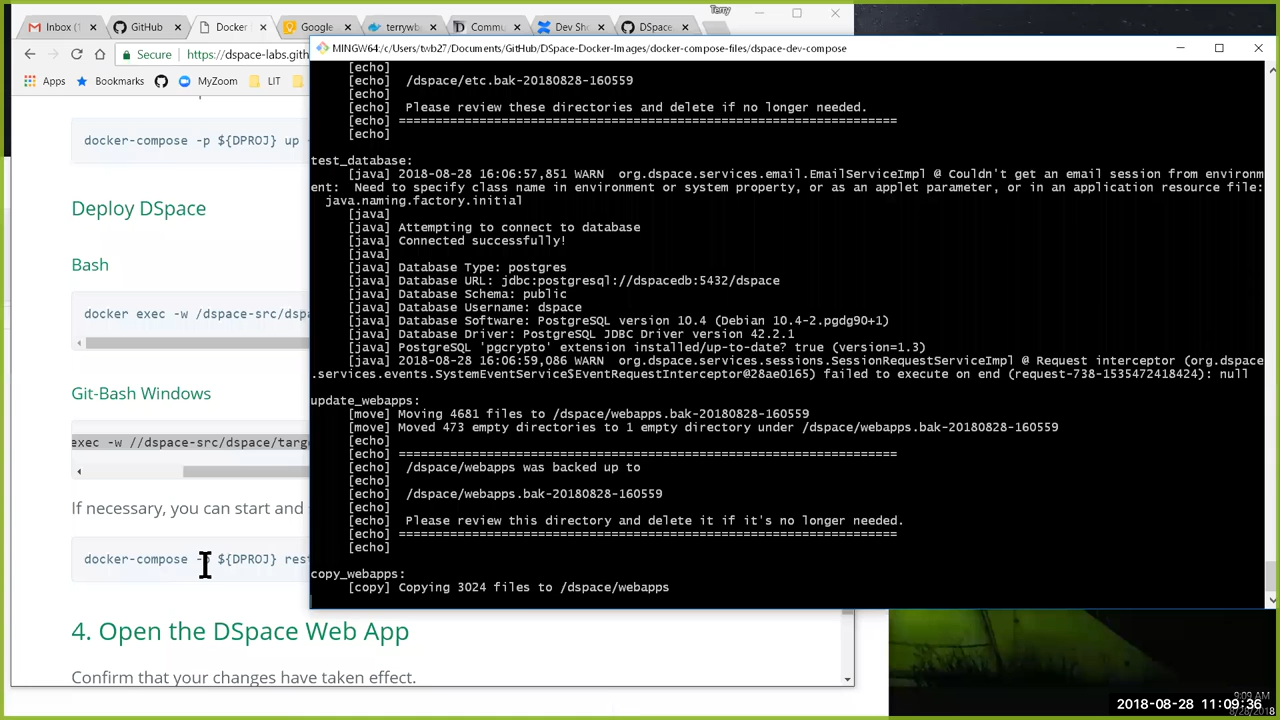 Terry
Inbox (1
GitHub
Docker
Google
terrywb
Commu
Dev Sho
DSpace
Secure
https://dspace-labs.gith
Apps
Bookmarks
MyZoom
LIT
docker-compose -p ${DPROJ} up
Deploy DSpace
Bash
docker exec -w /dspace-src/dspa
Git-Bash Windows
exec -w //dspace-src/dspace/targe
If necessary, you can start and
docker-compose -p ${DPROJ} rest
4. Open the DSpace Web App
Confirm that your changes have taken effect.
MINGW64:/c/Users/twb27/Documents/GitHub/DSpace-Docker-Images/docker-compose-files/dspace-dev-compose
[echo]
[echo] /dspace/etc.bak-20180828-160559
[echo]
[echo] Please review these directories and delete if no longer needed.
[echo] ====================================================================
[echo]
test_database:
[java] 2018-08-28 16:06:57,851 WARN org.dspace.services.email.EmailServiceImpl @ Couldn't get an email session from environm
ent: Need to specify class name in environment or system property, or as an applet parameter, or in an application resource file:
java.naming.factory.initial
[java]
[java] Attempting to connect to database
[java] Connected successfully!
[java]
[java] Database Type: postgres
[java] Database URL: jdbc:postgresql://dspacedb:5432/dspace
[java] Database Schema: public
[java] Database Username: dspace
[java] Database Software: PostgreSQL version 10.4 (Debian 10.4-2.pgdg90+1)
[java] Database Driver: PostgreSQL JDBC Driver version 42.2.1
[java] PostgreSQL 'pgcrypto' extension installed/up-to-date? true (version=1.3)
[java] 2018-08-28 16:06:59,086 WARN org.dspace.services.sessions.SessionRequestServiceImpl @ Request interceptor (org.dspace
.services.events.SystemEventService$EventRequestInterceptor@28ae0165) failed to execute on end (request-738-1535472418424): null
update_webapps:
[move] Moving 4681 files to /dspace/webapps.bak-20180828-160559
[move] Moved 473 empty directories to 1 empty directory under /dspace/webapps.bak-20180828-160559
[echo]
[echo] ====================================================================
[echo] /dspace/webapps was backed up to
[echo]
[echo] /dspace/webapps.bak-20180828-160559
[echo]
[echo] Please review this directory and delete it if it's no longer needed.
[echo] ====================================================================
[echo]
copy_webapps:
[copy] Copying 3024 files to /dspace/webapps
9:09 AM
8/28/2018
2018-08-28 11:09:36